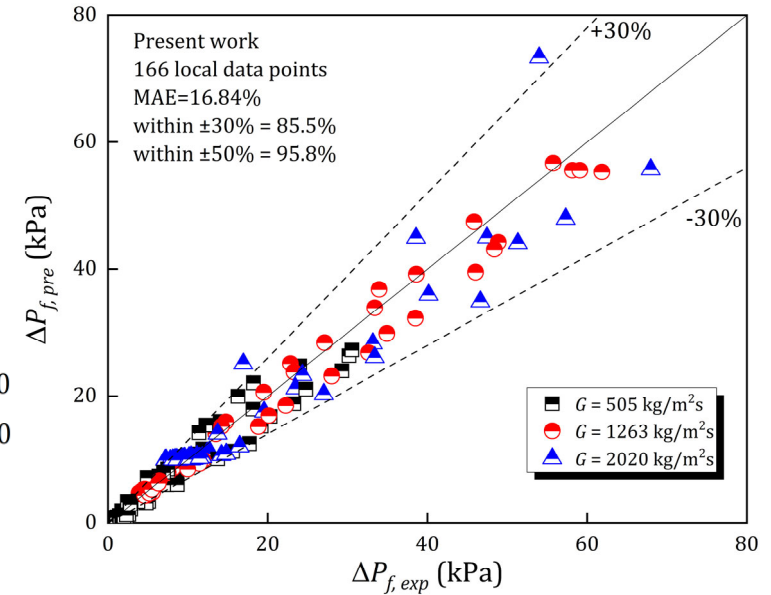 80
60
40
20
0
ΔP_f, pre (kPa)
0
0
Present work
166 local data points
MAE=16.84%
within ±30% = 85.5%
within ±50% = 95.8%
+30%
-30%
G = 505 kg/m²s
G = 1263 kg/m²s
G = 2020 kg/m²s
0 20 40 60 80
ΔP_f, exp (kPa)